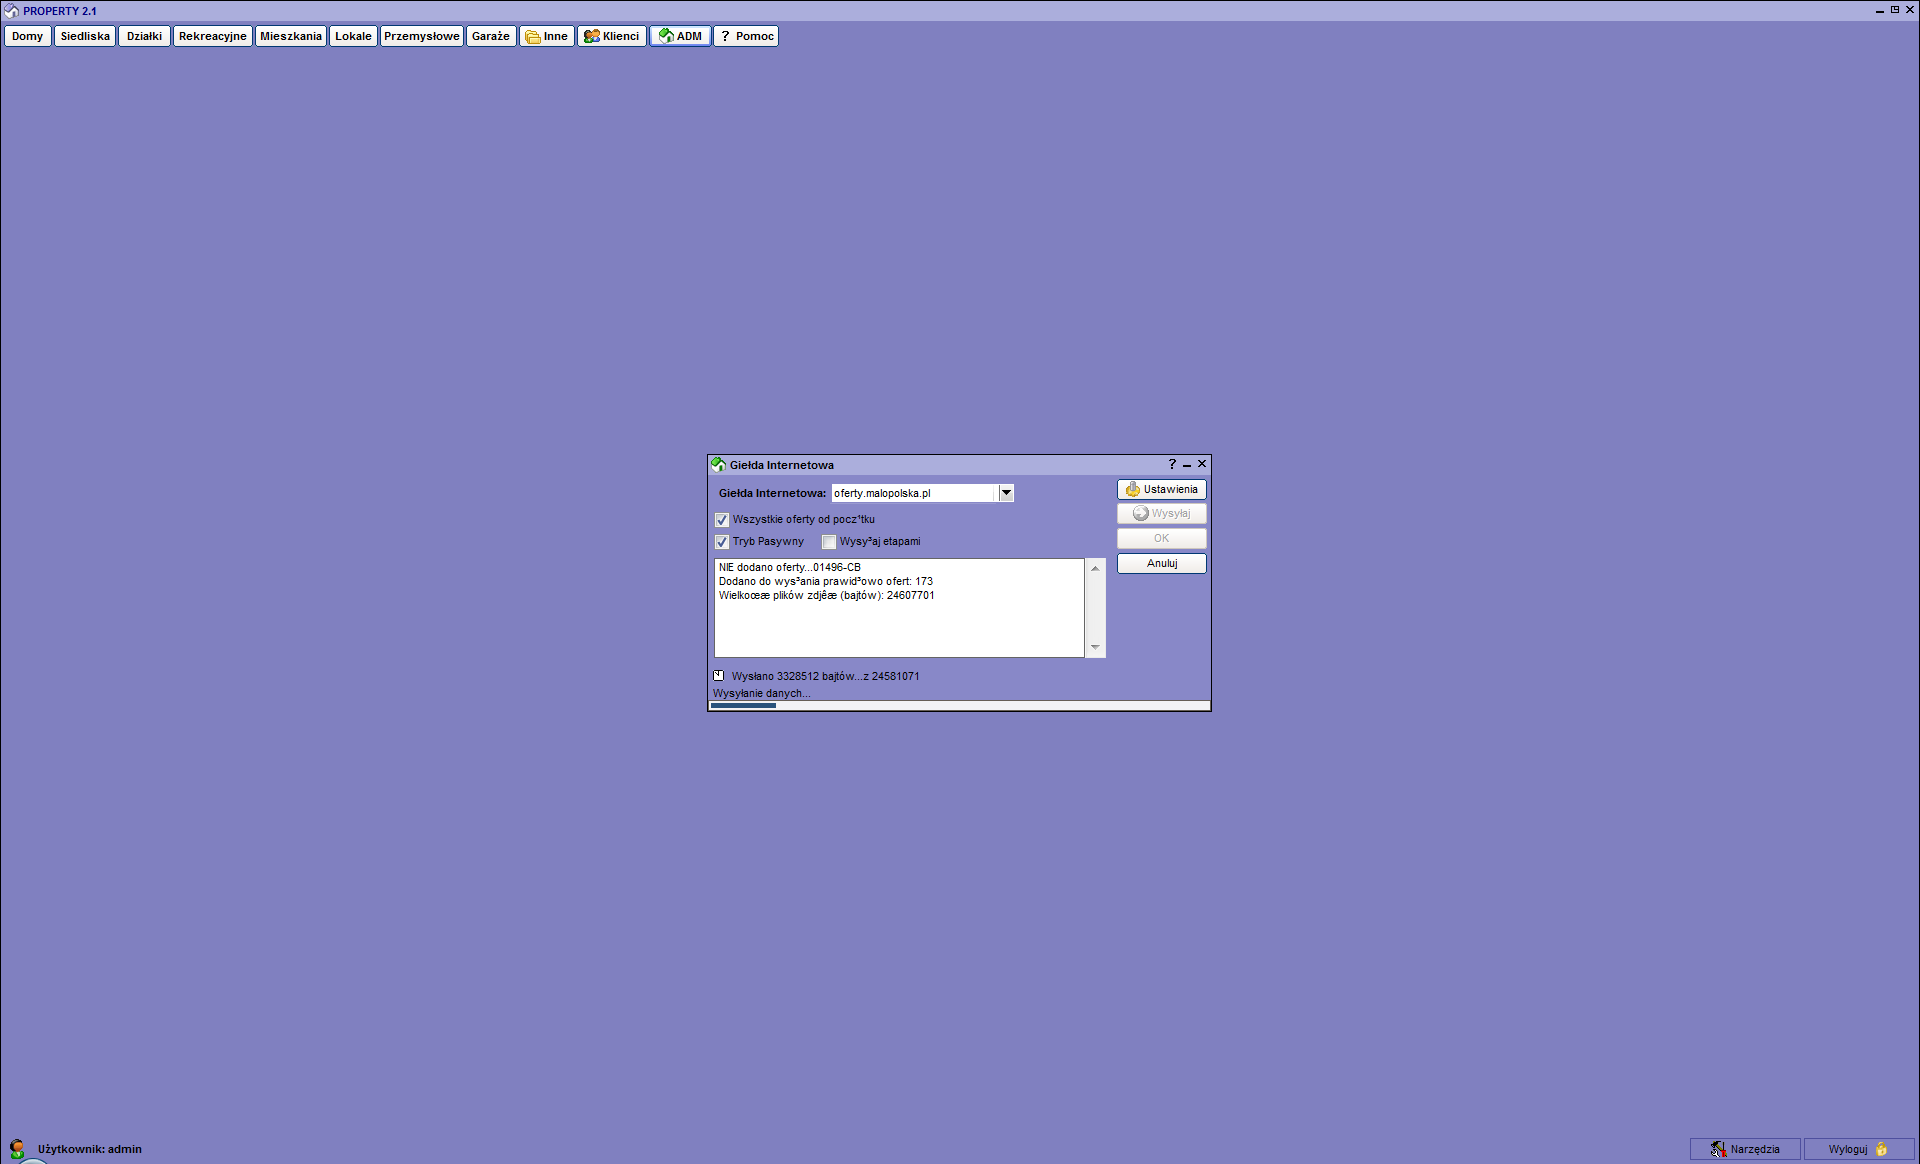 PROPERTY 2.1
Domy Siedliska Działki Rekreacyjne Mieszkania Lokale Przemysłowe Garaże Inne Klienci ADM ? Pomoc
Giełda Internetowa ?
Giełda Internetowa: oferty.malopolska.pl Ustawienia
Wszystkie oferty od pocz¹tku Wysyłaj
Tryb Pasywny Wysy³aj etapami OK
Anuluj
NIE dodano oferty...01496-CB
Dodano do wys³ania prawid³owo ofert: 173
Wielkoœæ plików zdjêæ (bajtów): 24607701
Wysłano 3328512 bajtów...z 24581071
Wysyłanie danych...
Użytkownik: admin Narzędzia Wyloguj